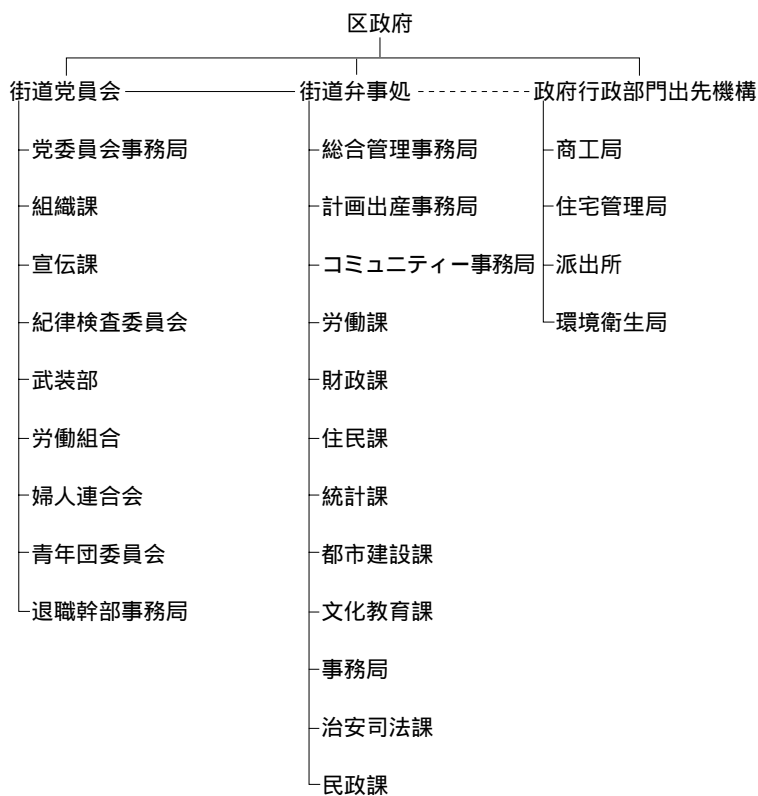 区政府
街道党員会
街道弁事処
政府行政部門出先機構
党委員会事務局
総合管理事務局
商工局
組織課
計画出産事務局
住宅管理局
宣伝課
コミュニティー事務局
派出所
紀律検査委員会
労働課
環境衛生局
武装部
財政課
労働組合
住民課
婦人連合会
統計課
青年団委員会
都市建設課
退職幹部事務局
文化教育課
事務局
治安司法課
民政課